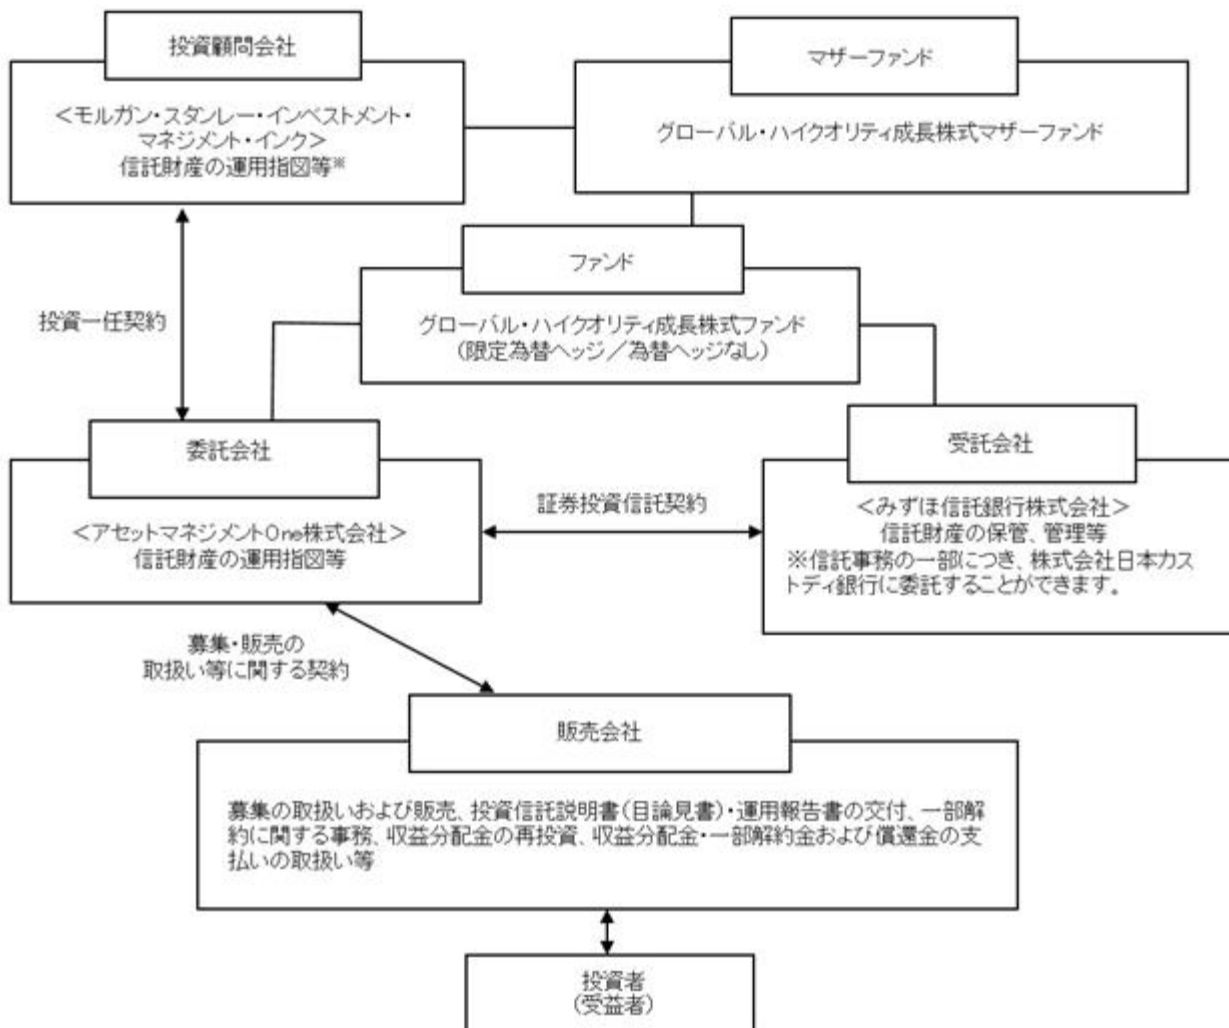 投資顧問会社
<モルガン・スタンレー・インベストメント・
マネジメント・インク>
信託財産の運用指図等※
マザーファンド
グローバル・ハイクオリティ成長株式マザーファンド
ファンド
グローバル・ハイクオリティ成長株式ファンド
(限定為替ヘッジ/為替ヘッジなし)
投資一任契約
委託会社
<アセットマネジメントOne株式会社>
信託財産の運用指図等
証券投資信託契約
受託会社
<みずほ信託銀行株式会社>
信託財産の保管、管理等
※信託事務の一部につき、株式会社日本カス
トディ銀行に委託することができます。
募集・販売の
取扱い等に関する契約
販売会社
募集の取扱いおよび販売、投資信託説明書(目論見書)・運用報告書の交付、一部解
約に関する事務、収益分配金の再投資、収益分配金・一部解約金および償還金の支
払いの取扱い等
投資者
(受益者)